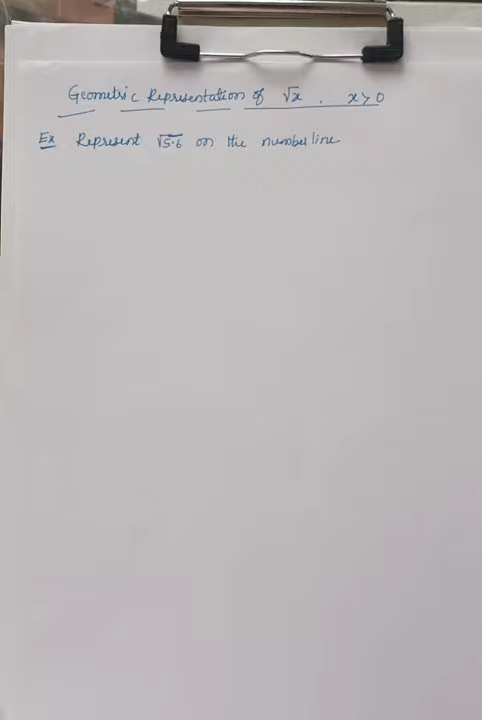 Geometric Representation of √x . x>0
Ex Represent √5.6 on the number line